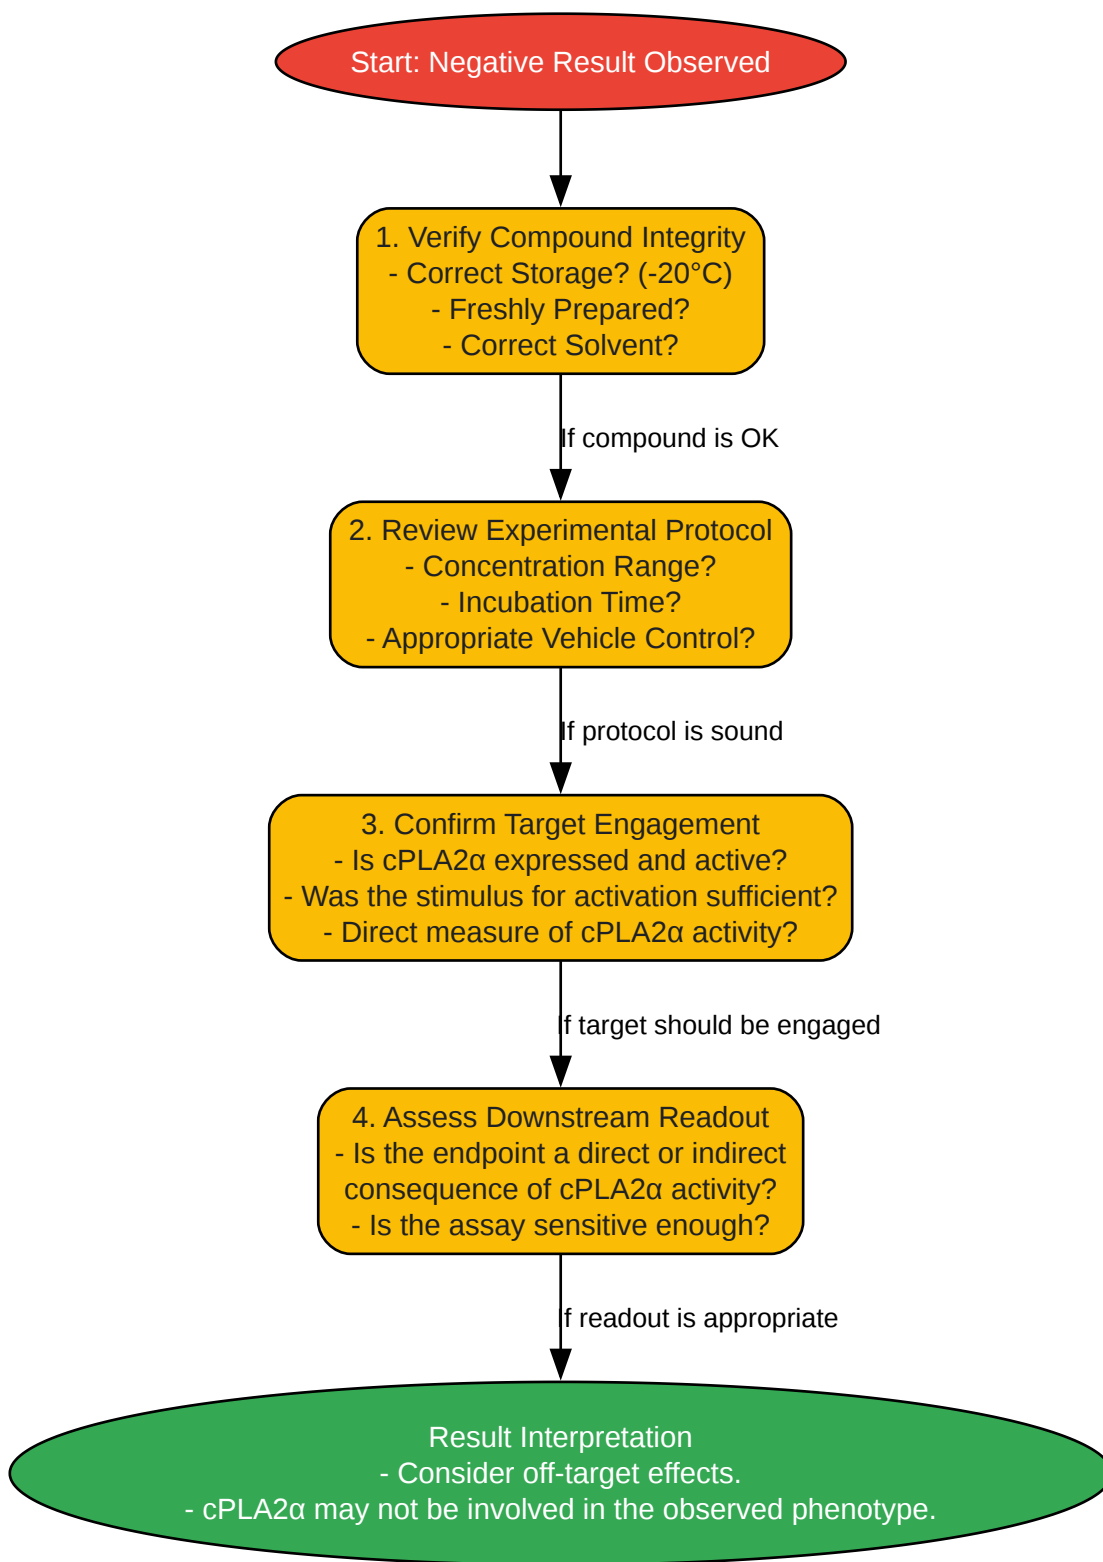 Start: Negative Result Observed
1. Verify Compound Integrity
- Correct Storage? (-20°C)
- Freshly Prepared?
- Correct Solvent?
If compound is OK
2. Review Experimental Protocol
- Concentration Range?
- Incubation Time?
- Appropriate Vehicle Control?
If protocol is sound
3. Confirm Target Engagement
- Is cPLA2α expressed and active?
- Was the stimulus for activation sufficient?
- Direct measure of cPLA2α activity?
If target should be engaged
4. Assess Downstream Readout
- Is the endpoint a direct or indirect
consequence of cPLA2α activity?
- Is the assay sensitive enough?
If readout is appropriate
Result Interpretation
- Consider off-target effects.
- cPLA2α may not be involved in the observed phenotype.